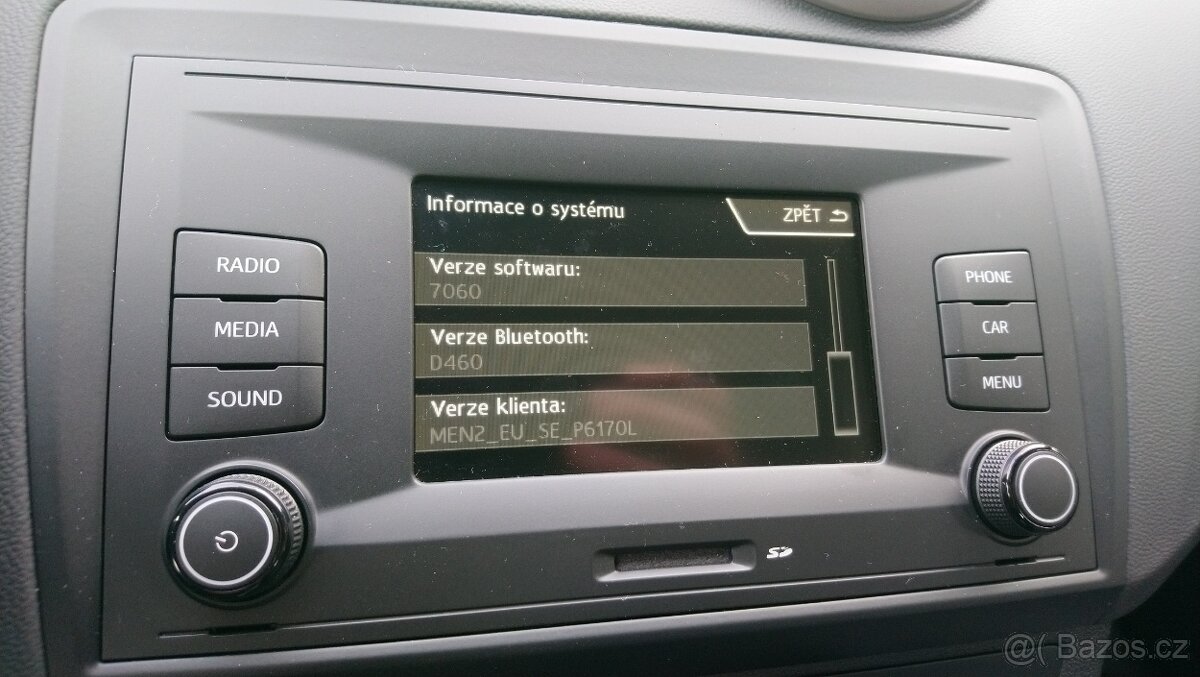 Informace o systému
ZPĚT
Verze softwaru:
7060
Verze Bluetooth:
D460
Verze klienta:
MEN2_EU_SE_P6170L
RADIO
MEDIA
SOUND
PHONE
CAR
MENU
SD
@( Bazos.cz